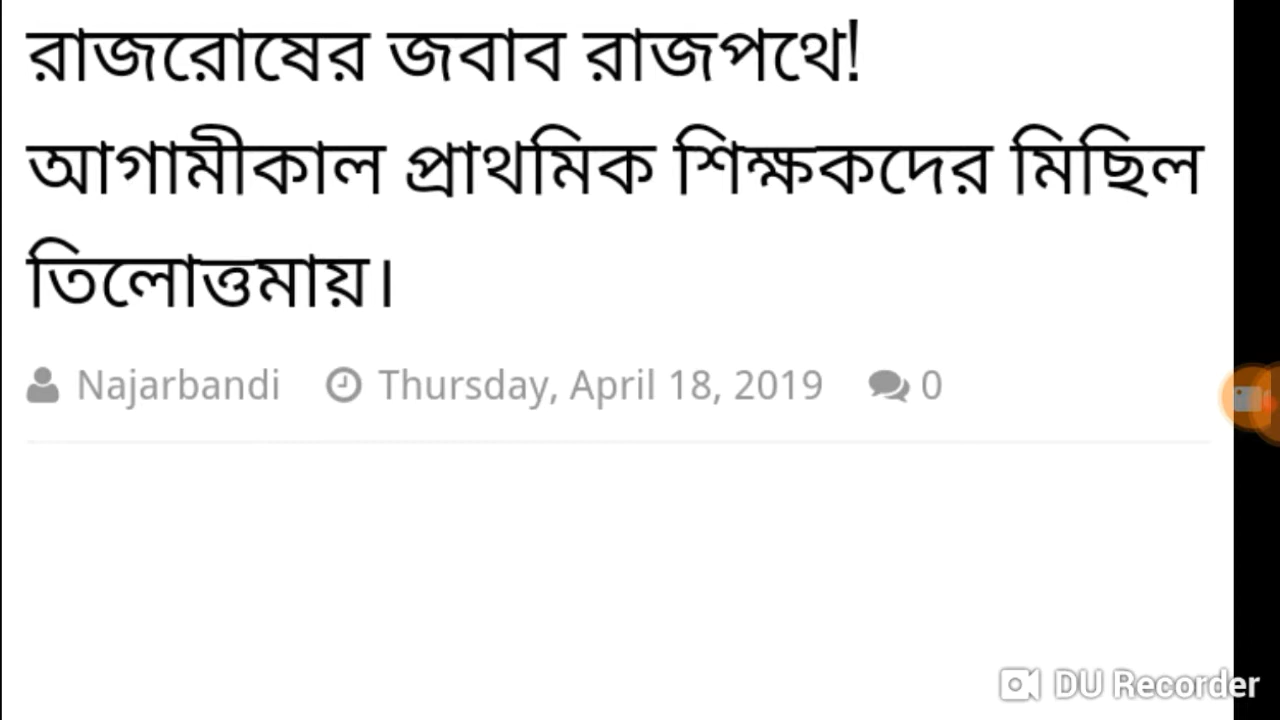 রাজরোষের জবাব রাজপথে!
আগামীকাল প্রাথমিক শিক্ষকদের মিছিল
তিলোত্তমায়।
Najarbandi Thursday, April 18, 2019 0
DU Recorder